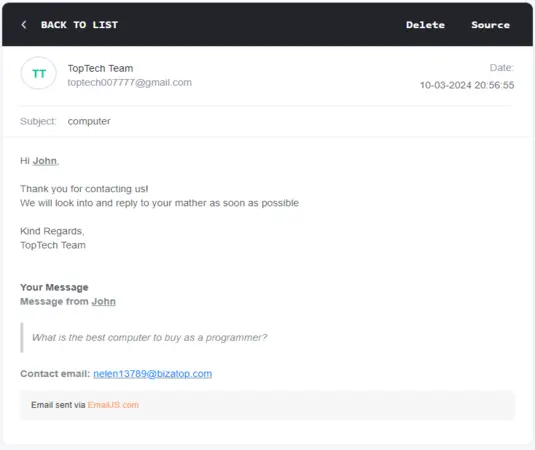 BACK TO LIST Delete Source
TT TopTech Team Date:
toptech007777@gmail.com 10-03-2024 20:56:55
Subject: computer
Hi John,
Thank you for contacting us!
We will look into and reply to your mather as soon as possible
Kind Regards,
TopTech Team
Your Message
Message from John
What is the best computer to buy as a programmer?
Contact email: nelen13789@bizatop.com
Email sent via EmailJS.com